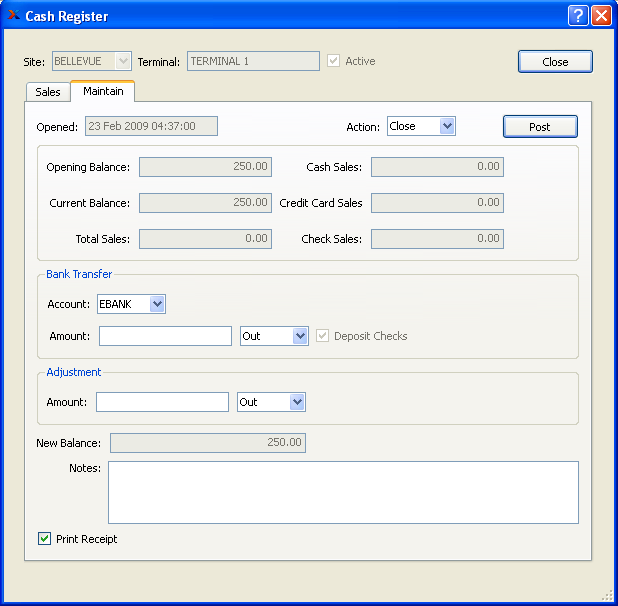 Cash Register
Site: BELLEVUE Terminal: TERMINAL 1 Active Close
Sales Maintain
Opened: 23 Feb 2009 04:37:00 Action: Close Post
Opening Balance: 250.00 Cash Sales: 0.00
Current Balance: 250.00 Credit Card Sales 0.00
Total Sales: 0.00 Check Sales: 0.00
Bank Transfer
Account: EBANK
Amount: Out Deposit Checks
Adjustment
Amount: Out
New Balance: 250.00
Notes:
Print Receipt